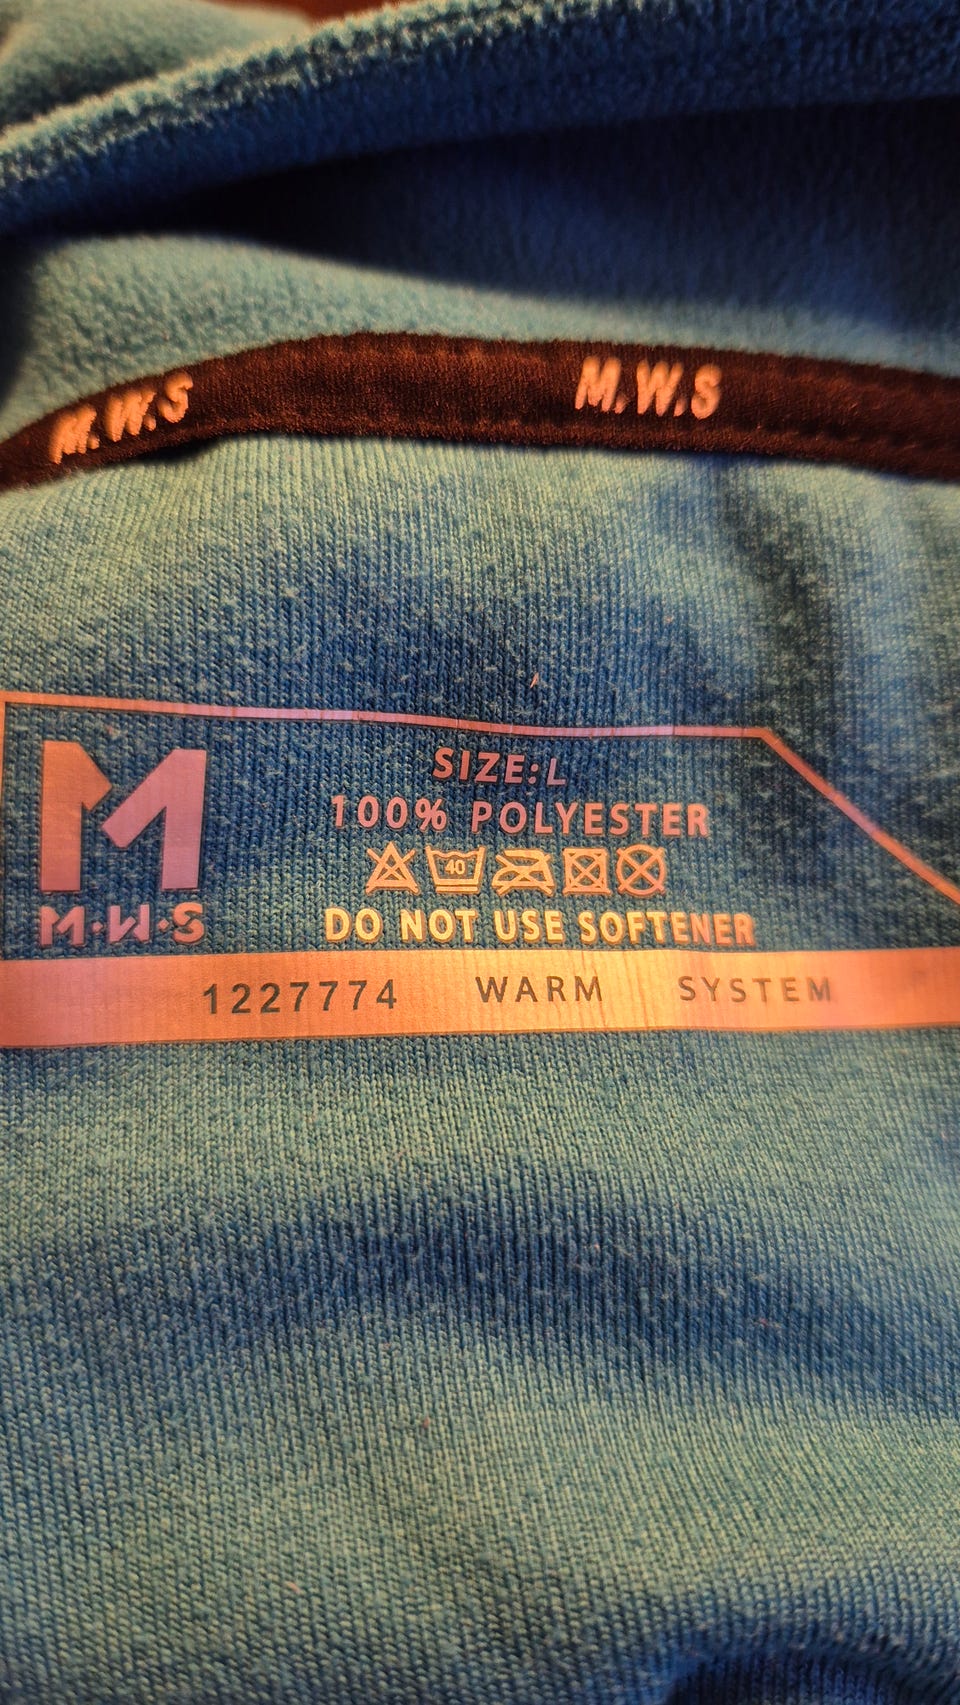 M.W.S
M.W.S
M
SIZE:L
100% POLYESTER
40
M·W·S
DO NOT USE SOFTENER
1227774 WARM SYSTEM